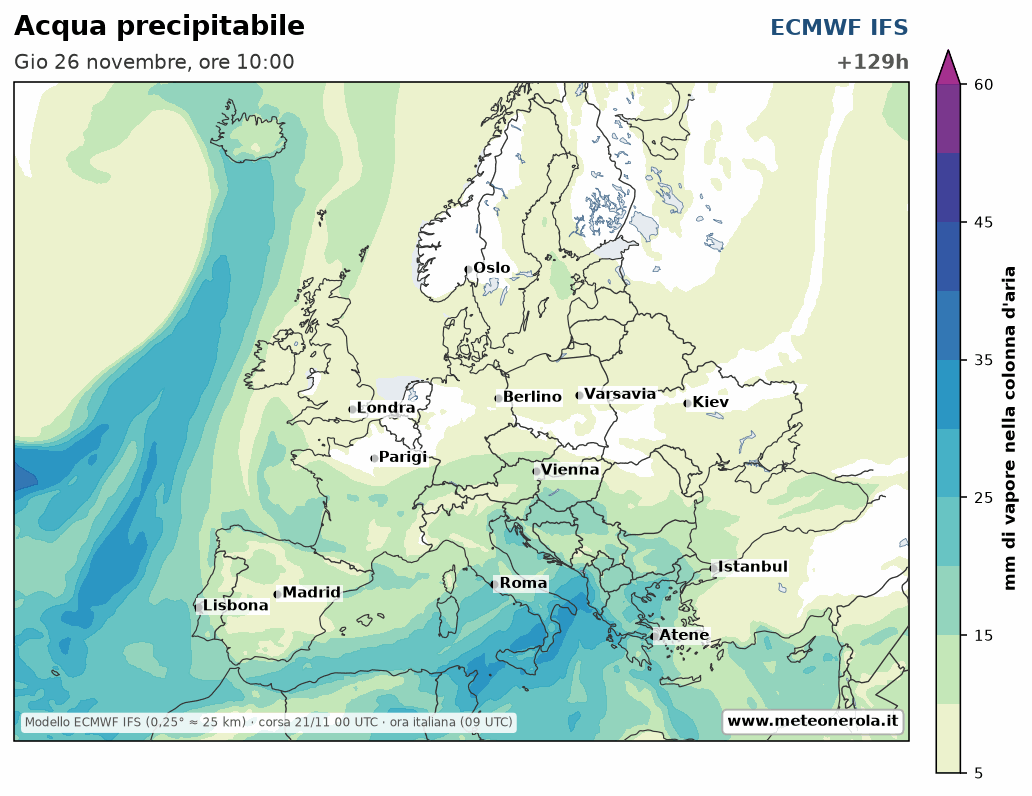 Acqua precipitabile
ECMWF IFS
Gio 26 novembre, ore 10:00
+129h
60
45
35
25
15
5
mm di vapore nella colonna d'aria
Oslo
Berlino
Varsavia
Londra
Kiev
Parigi
Vienna
Istanbul
Roma
Madrid
Lisbona
Atene
Modello ECMWF IFS (0,25° ≈ 25 km) · corsa 21/11 00 UTC · ora italiana (09 UTC)
www.meteonerola.it